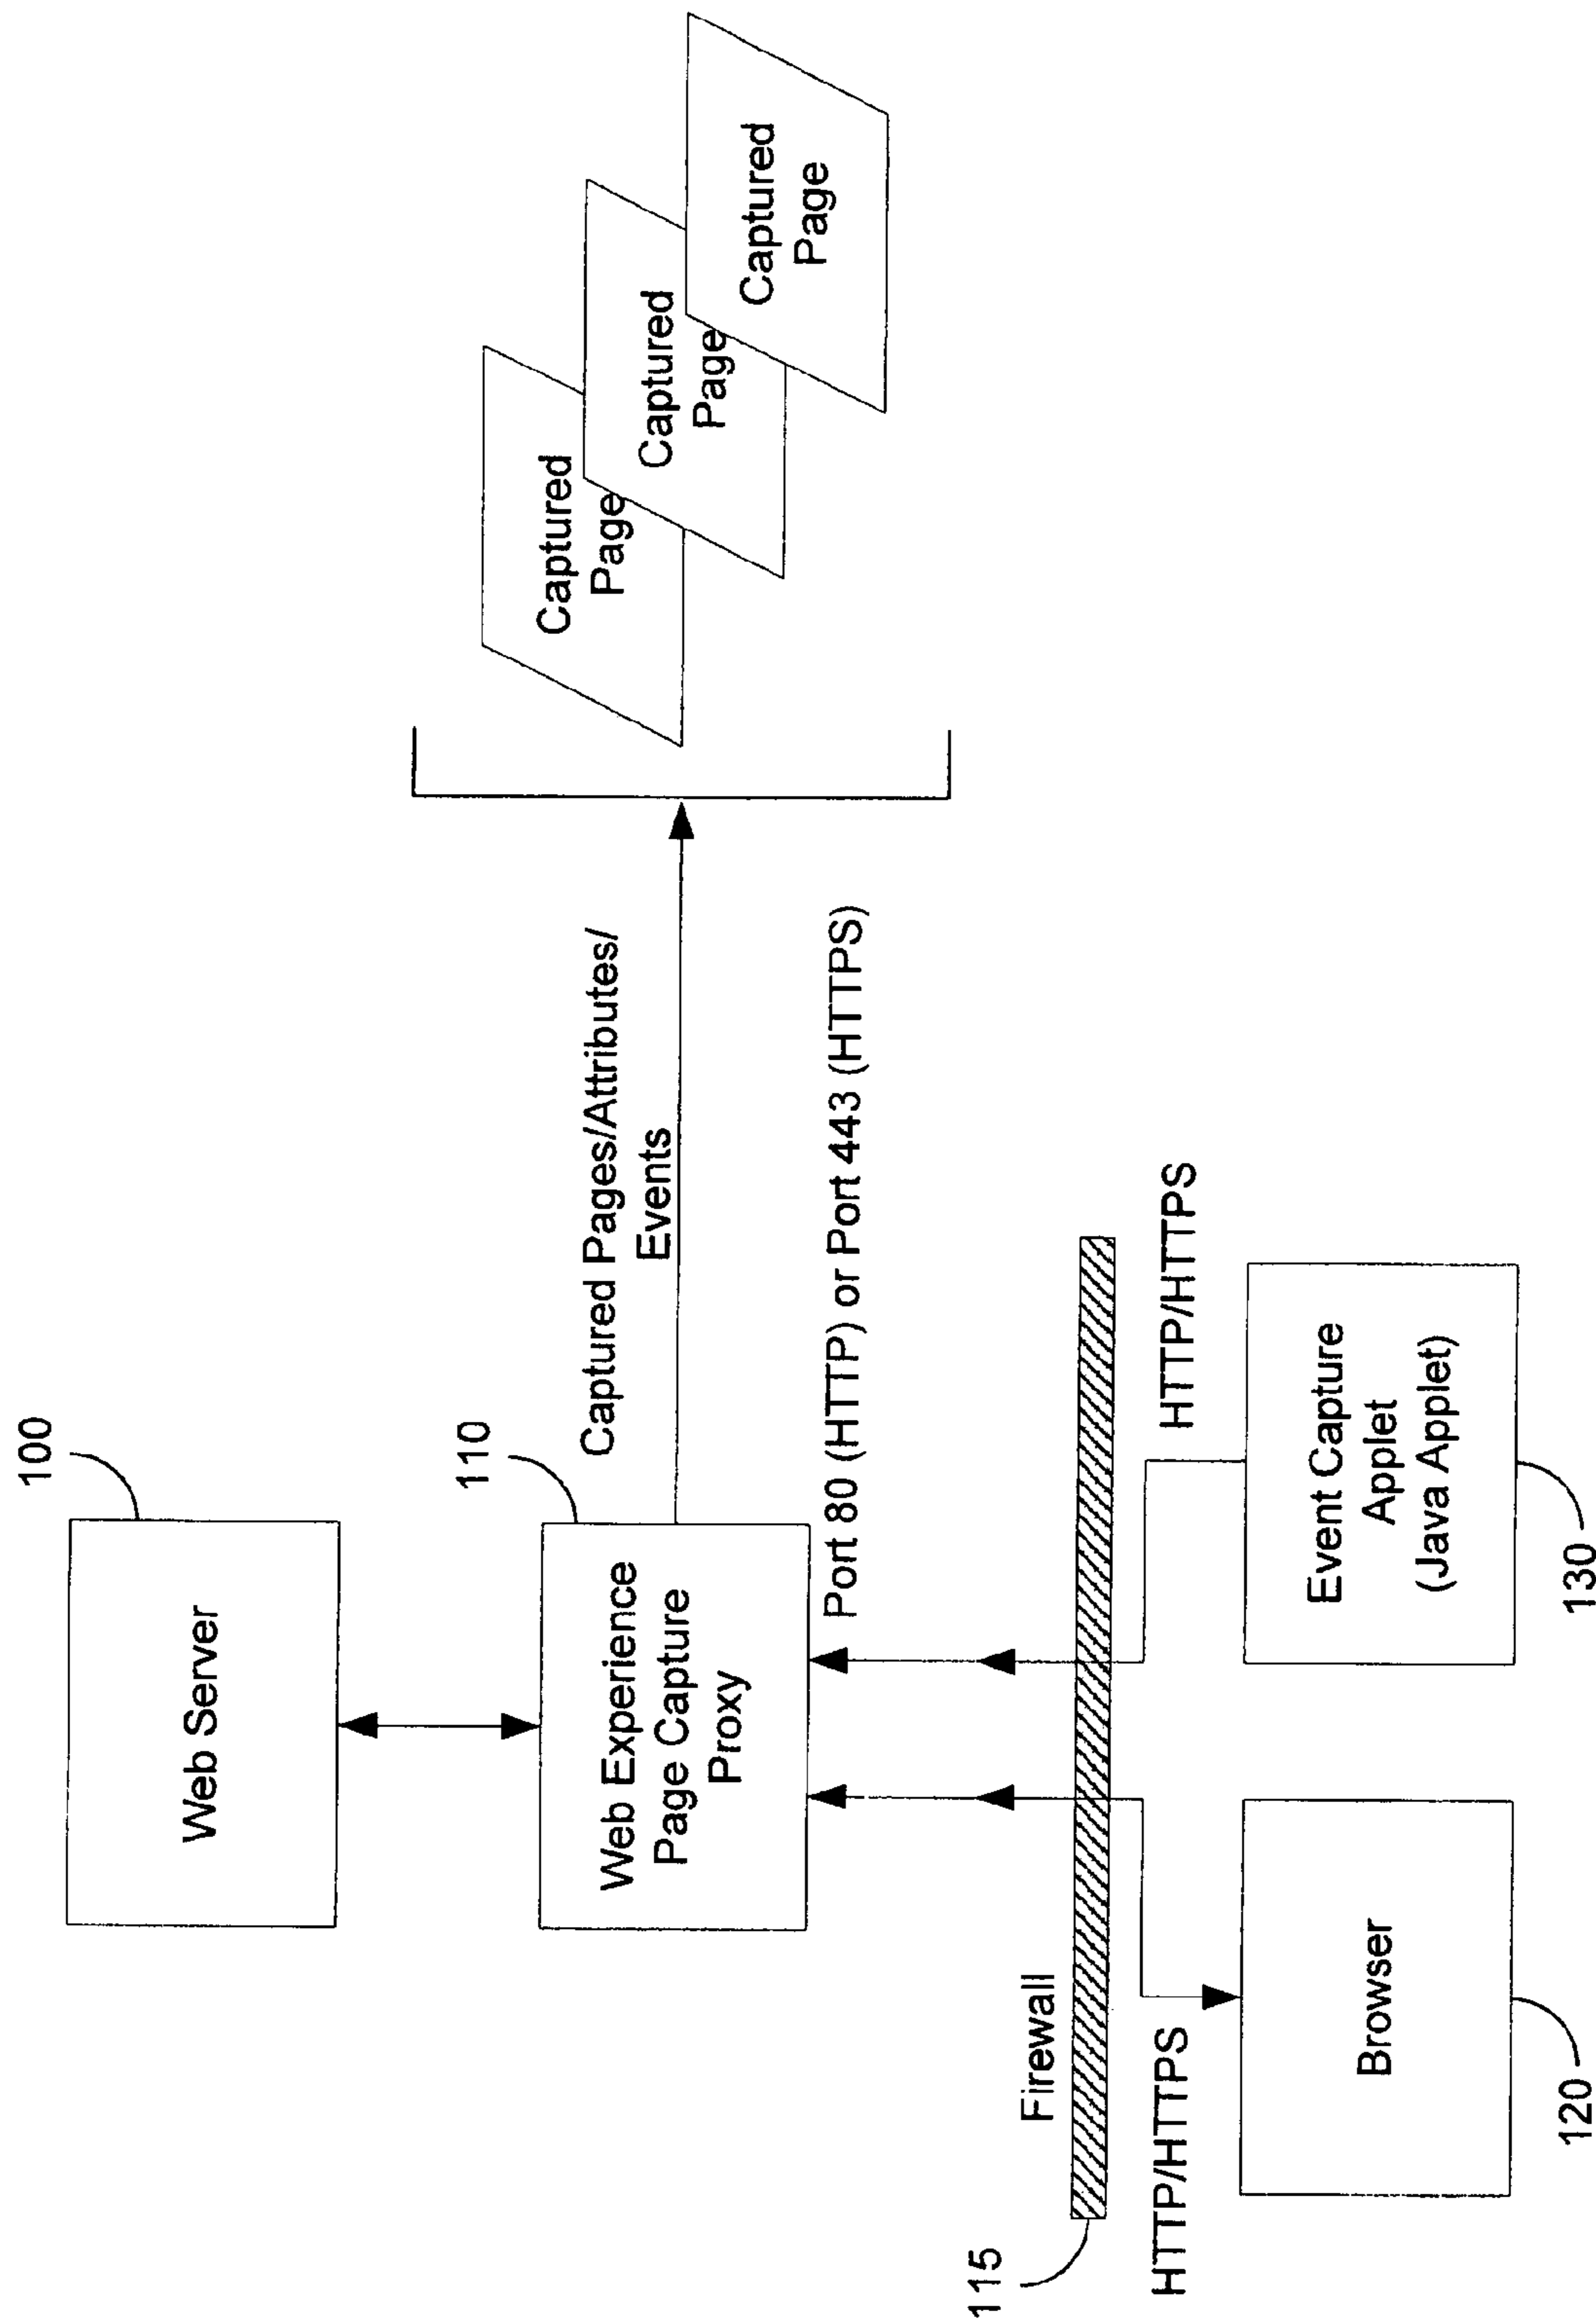 100
Web Server
110
Web Experience
Page Capture
Proxy
Captured Pages/Attributes/
Events
Captured
Page
Captured
Page
Captured
Page
Port 80 (HTTP) or Port 443 (HTTPS)
Firewall
115
HTTP/HTTPS
HTTP/HTTPS
Browser
120
Event Capture
Applet
(Java Applet)
130